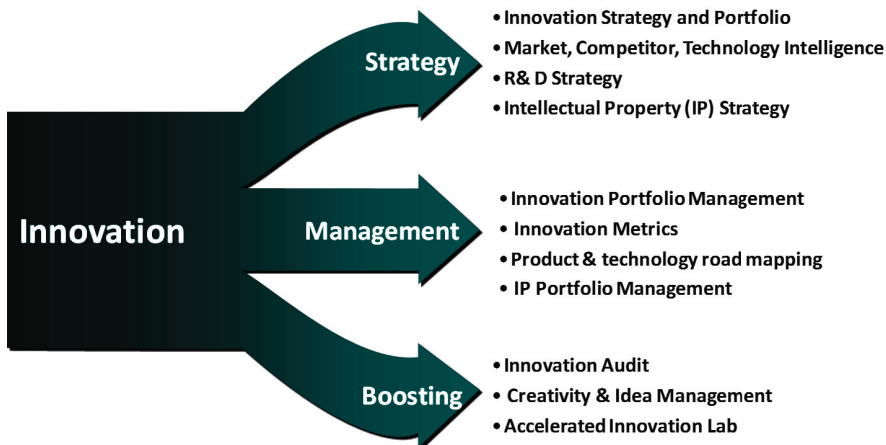 Innovation
Strategy
• Innovation Strategy and Portfolio
• Market, Competitor, Technology Intelligence
• R& D Strategy
• Intellectual Property (IP) Strategy
Management
• Innovation Portfolio Management
• Innovation Metrics
• Product & technology road mapping
• IP Portfolio Management
Boosting
• Innovation Audit
• Creativity & Idea Management
• Accelerated Innovation Lab